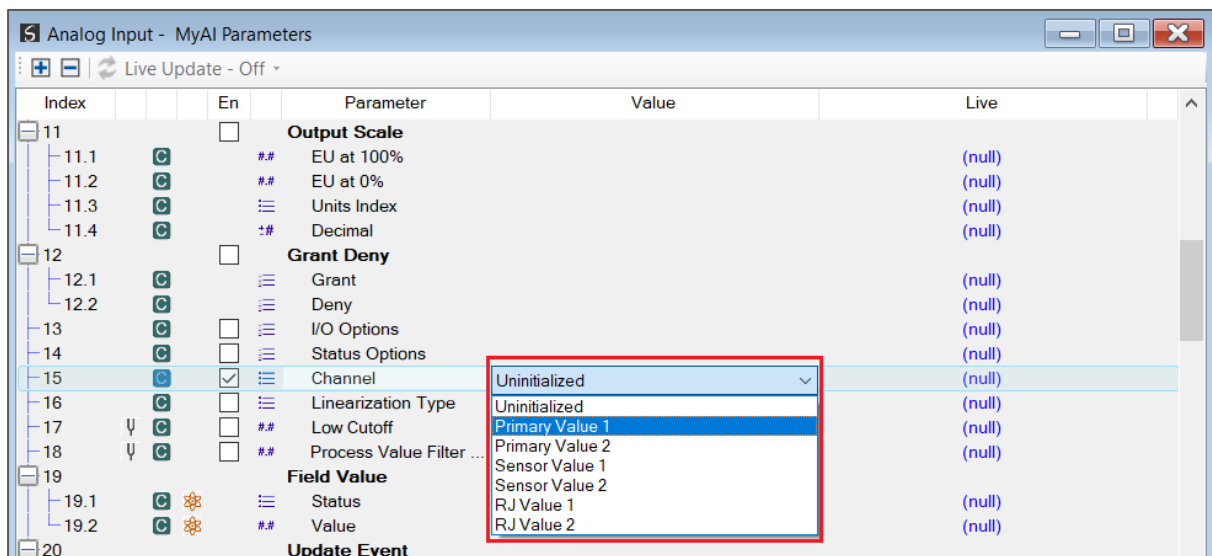 Analog Input - MyAI Parameters
Live Update - Off
Index En Parameter Value Live
11 Output Scale
11.1 C #.# EU at 100% (null)
11.2 C #.# EU at 0% (null)
11.3 C Units Index (null)
11.4 C ±# Decimal (null)
12 Grant Deny
12.1 C Grant (null)
12.2 C Deny (null)
13 C I/O Options (null)
14 C Status Options (null)
15 C Channel Uninitialized (null)
16 C Linearization Type Uninitialized (null)
17 C #.# Low Cutoff Primary Value 1 (null)
18 C #.# Process Value Filter ... Primary Value 2 (null)
Sensor Value 1
19 Field Value Sensor Value 2
19.1 C Status RJ Value 1 (null)
19.2 C #.# Value RJ Value 2 (null)
20 Update Event